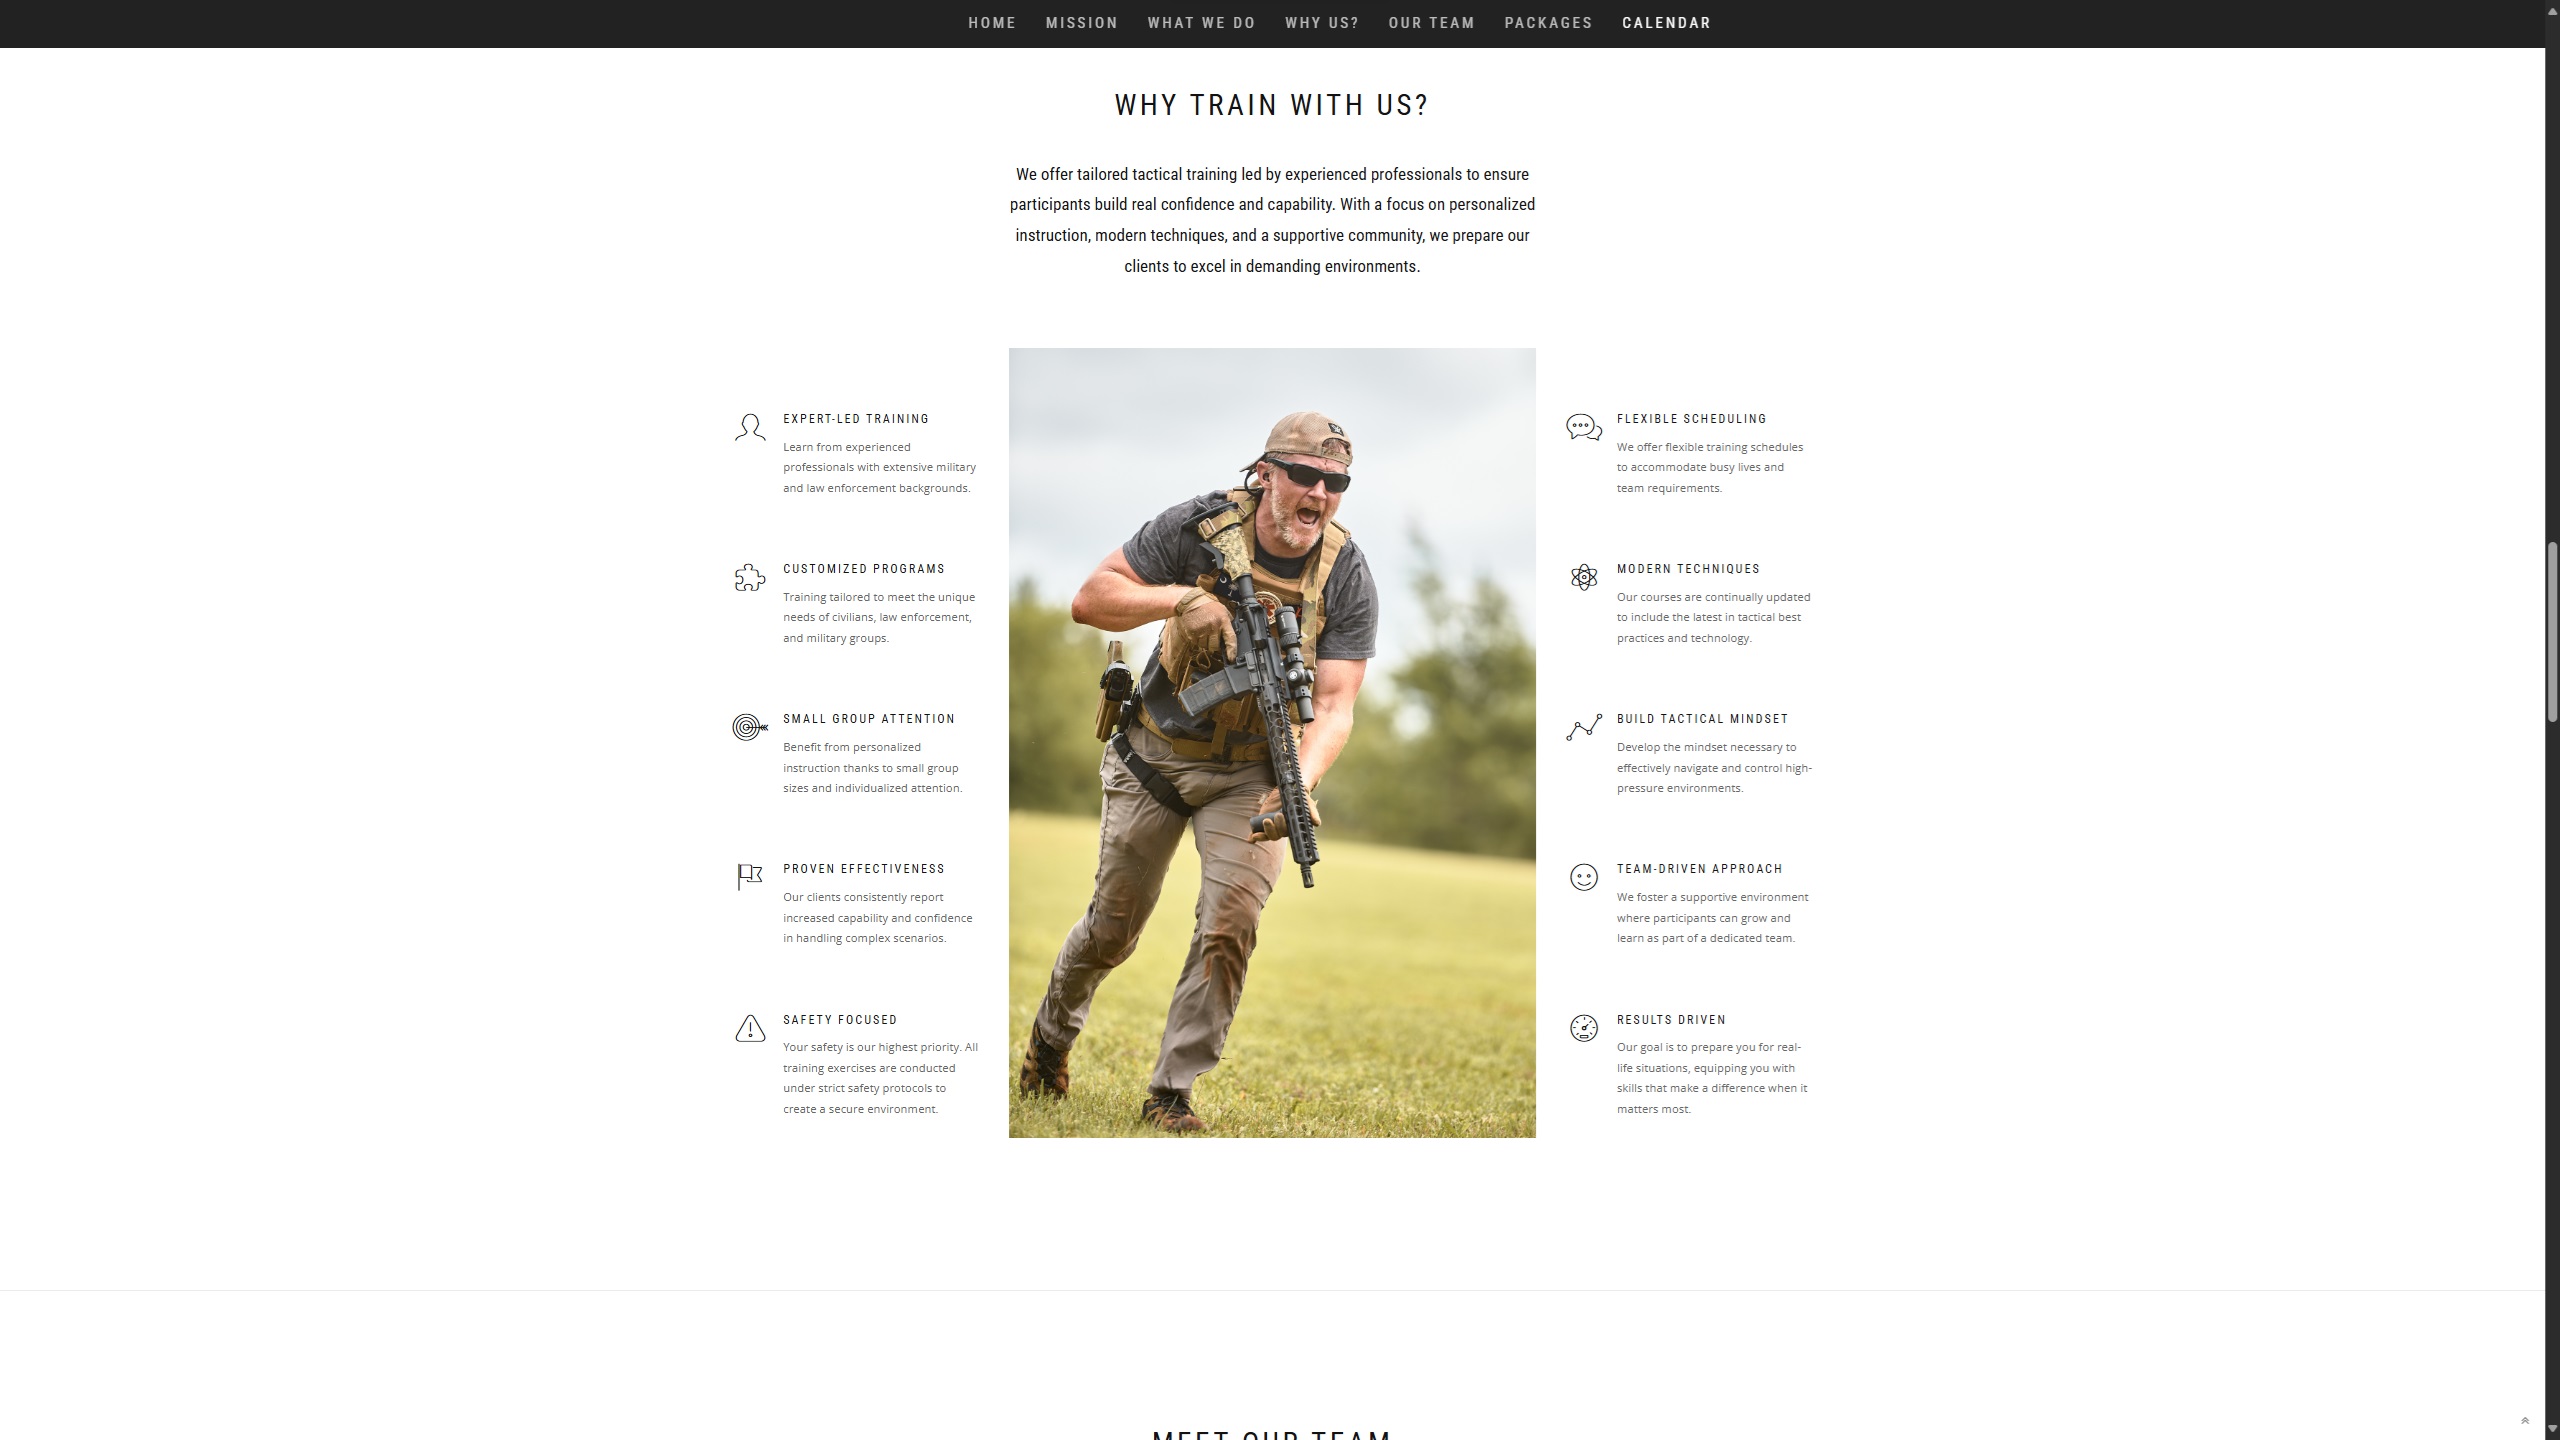 HOME MISSION WHAT WE DO WHY US? OUR TEAM PACKAGES CALENDAR
WHY TRAIN WITH US?
We offer tailored tactical training led by experienced professionals to ensure
participants build real confidence and capability. With a focus on personalized
instruction, modern techniques, and a supportive community, we prepare our
clients to excel in demanding environments.
EXPERT-LED TRAINING
Learn from experienced
professionals with extensive military
and law enforcement backgrounds.
CUSTOMIZED PROGRAMS
Training tailored to meet the unique
needs of civilians, law enforcement,
and military groups.
SMALL GROUP ATTENTION
Benefit from personalized
instruction thanks to small group
sizes and individualized attention.
PROVEN EFFECTIVENESS
Our clients consistently report
increased capability and confidence
in handling complex scenarios.
SAFETY FOCUSED
Your safety is our highest priority. All
training exercises are conducted
under strict safety protocols to
create a secure environment.
FLEXIBLE SCHEDULING
We offer flexible training schedules
to accommodate busy lives and
team requirements.
MODERN TECHNIQUES
Our courses are continually updated
to include the latest in tactical best
practices and technology.
BUILD TACTICAL MINDSET
Develop the mindset necessary to
effectively navigate and control high-
pressure environments.
TEAM-DRIVEN APPROACH
We foster a supportive environment
where participants can grow and
learn as part of a dedicated team.
RESULTS DRIVEN
Our goal is to prepare you for real-
life situations, equipping you with
skills that make a difference when it
matters most.
MEET OUR TEAM